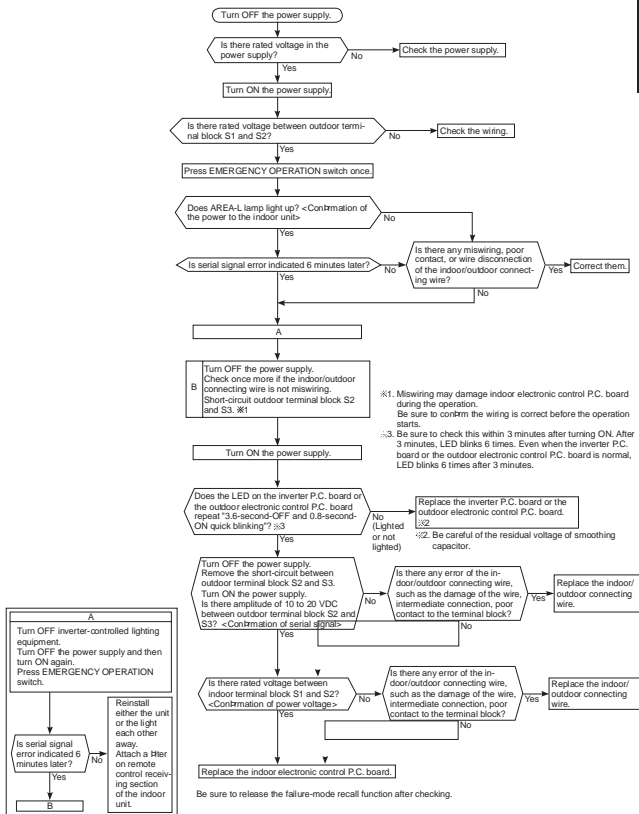 Turn OFF the power supply.
Is there rated voltage in the
power supply?
No
Check the power supply.
Yes
Turn ON the power supply.
Is there rated voltage between outdoor termi-
nal block S1 and S2?
No
Check the wiring.
Yes
Press EMERGENCY OPERATION switch once.
Does AREA-L lamp light up? <Conþrmation of
the power to the indoor unit>
No
Yes
Is serial signal error indicated 6 minutes later?
No
Yes
Is there any miswiring, poor
contact, or wire disconnection
of the indoor/outdoor connect-
ing wire?
Yes
Correct them.
No
A
B
Turn OFF the power supply.
Check once more if the indoor/outdoor
connecting wire is not miswiring.
Short-circuit outdoor terminal block S2
and S3. ※1
※1. Miswiring may damage indoor electronic control P.C. board
during the operation.
Be sure to conþrm the wiring is correct before the operation
starts.
※3. Be sure to check this within 3 minutes after turning ON. After
3 minutes, LED blinks 6 times. Even when the inverter P.C.
board or the outdoor electronic control P.C. board is normal,
LED blinks 6 times after 3 minutes.
Turn ON the power supply.
Does the LED on the inverter P.C. board or
the outdoor electronic control P.C. board
repeat "3.6-second-OFF and 0.8-second-
ON quick blinking"? ※3
No
(Lighted
or not
lighted)
Yes
Replace the inverter P.C. board or the
outdoor electronic control P.C. board.
※2
※2. Be careful of the residual voltage of smoothing
capacitor.
Turn OFF the power supply.
Remove the short-circuit between
outdoor terminal block S2 and S3.
Turn ON the power supply.
Is there amplitude of 10 to 20 VDC
between outdoor terminal block S2 and
S3? <Conþrmation of serial signal>
No
Yes
Is there any error of the in-
door/outdoor connecting wire,
such as the damage of the wire,
intermediate connection, poor
contact to the terminal block?
Yes
Replace the indoor/
outdoor connecting
wire.
No
Is there rated voltage between
indoor terminal block S1 and S2?
<Conþrmation of power voltage>
No
Yes
Is there any error of the in-
door/outdoor connecting wire,
such as the damage of the wire,
intermediate connection, poor
contact to the terminal block?
Yes
Replace the indoor/
outdoor connecting
wire.
No
Replace the indoor electronic control P.C. board.
Be sure to release the failure-mode recall function after checking.
A
Turn OFF inverter-controlled lighting
equipment.
Turn OFF the power supply and then
turn ON again.
Press EMERGENCY OPERATION
switch.
Is serial signal
error indicated 6
minutes later?
No
Yes
Reinstall
either the unit
or the light
each other
away.
Attach a þlter
on remote
control receiv-
ing section
of the indoor
unit.
B